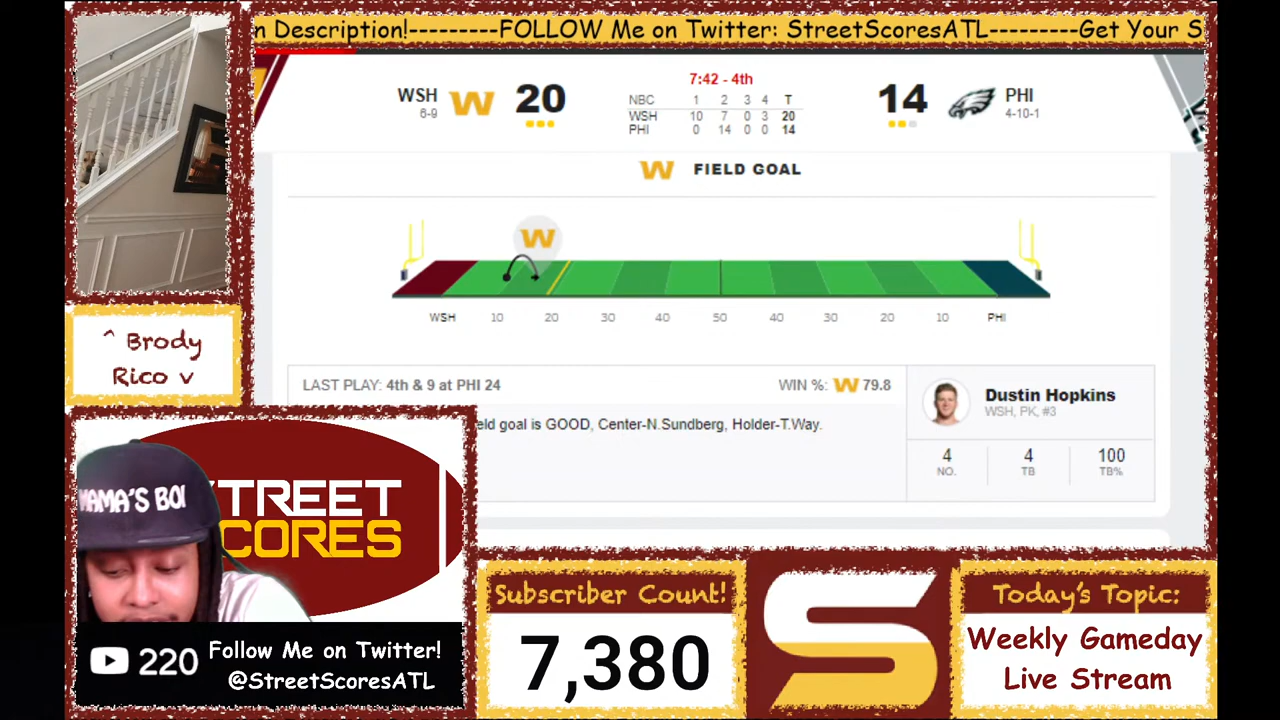 n Description!---------FOLLOW Me on Twitter: StreetScoresATL---------Get Your S
WSH
6-9
W
20
7:42 - 4th
NBC 1 2 3 4 T
WSH 10 7 0 3 20
PHI 0 14 0 0 14
14
PHI
4-10-1
W FIELD GOAL
W
WSH 10 20 30 40 50 40 30 20 10 PHI
LAST PLAY: 4th & 9 at PHI 24
WIN %: W 79.8
eld goal is GOOD, Center-N.Sundberg, Holder-T.Way.
Dustin Hopkins
WSH, PK, #3
4 4 100
NO. TB TB%
^ Brody
Rico v
MAMA'S BOI
TREET
CORES
220
Follow Me on Twitter!
@StreetScoresATL
Subscriber Count!
7,380
S
Today's Topic:
Weekly Gameday
Live Stream